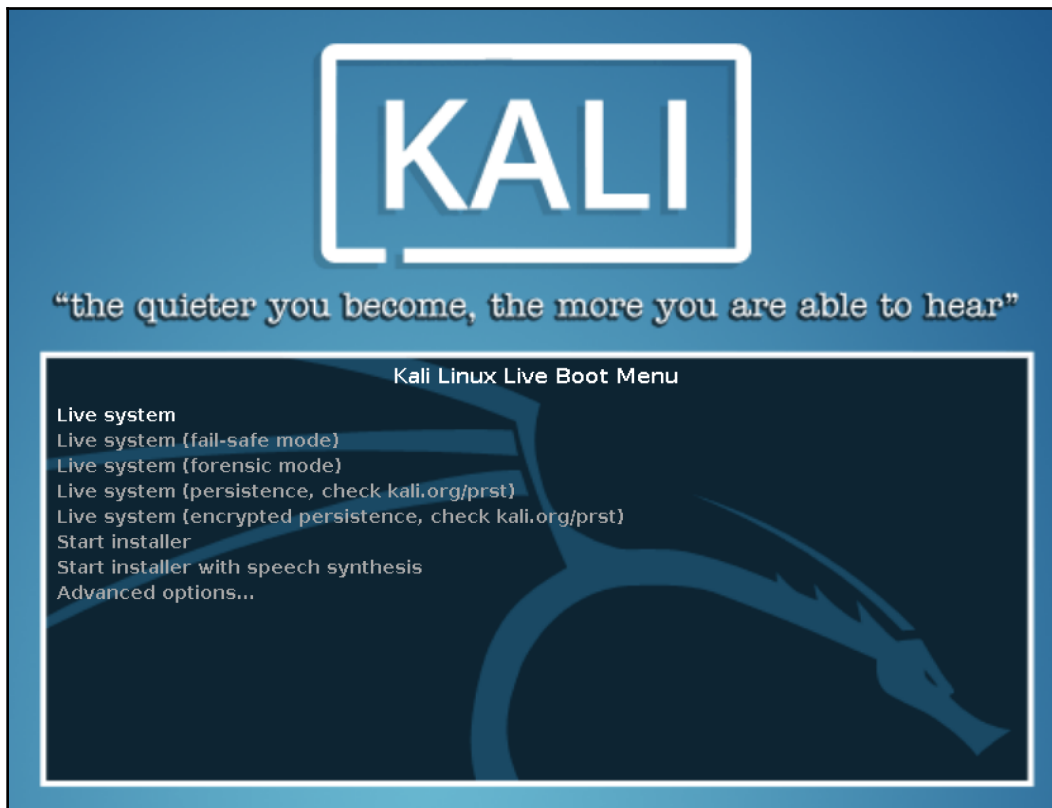 KALI
“the quieter you become, the more you are able to hear”
Kali Linux Live Boot Menu
Live system
Live system (fail-safe mode)
Live system (forensic mode)
Live system (persistence, check kali.org/prst)
Live system (encrypted persistence, check kali.org/prst)
Start installer
Start installer with speech synthesis
Advanced options...